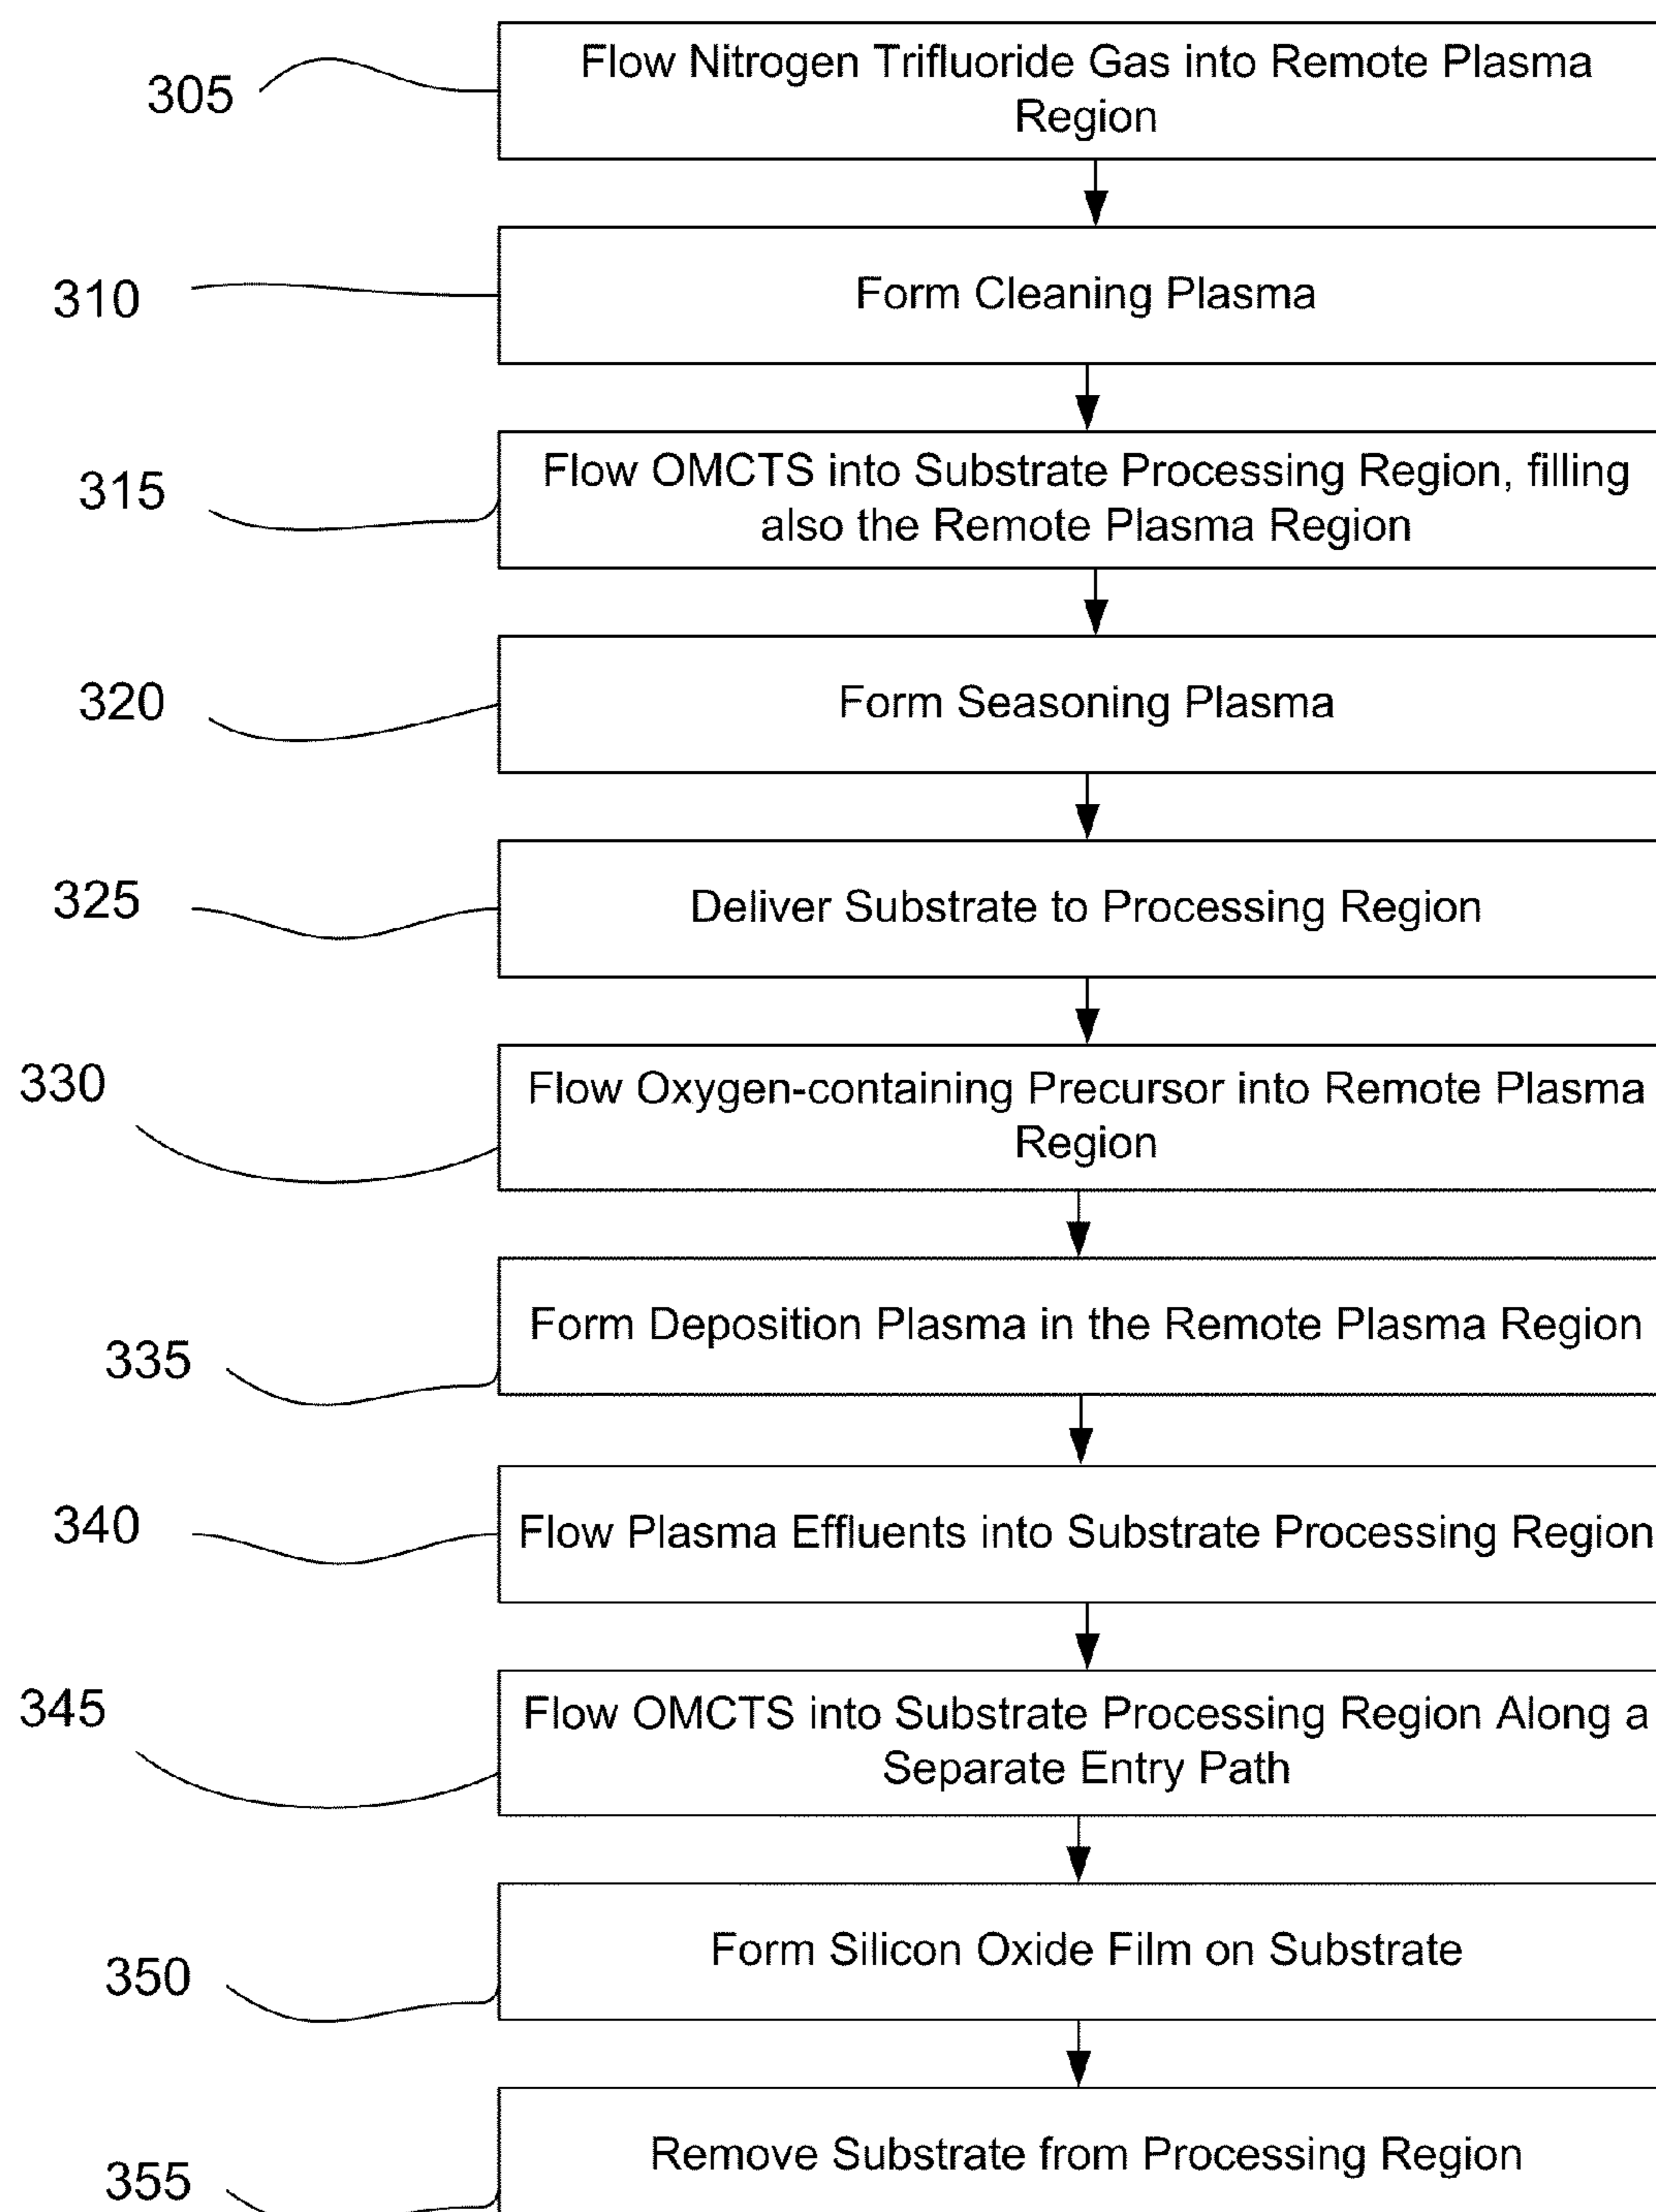 305
Flow Nitrogen Trifluoride Gas into Remote Plasma
Region
310
Form Cleaning Plasma
315
Flow OMCTS into Substrate Processing Region, filling
also the Remote Plasma Region
320
Form Seasoning Plasma
325
Deliver Substrate to Processing Region
330
Flow Oxygen-containing Precursor into Remote Plasma
Region
335
Form Deposition Plasma in the Remote Plasma Region
340
Flow Plasma Effluents into Substrate Processing Region
345
Flow OMCTS into Substrate Processing Region Along a
Separate Entry Path
350
Form Silicon Oxide Film on Substrate
355
Remove Substrate from Processing Region